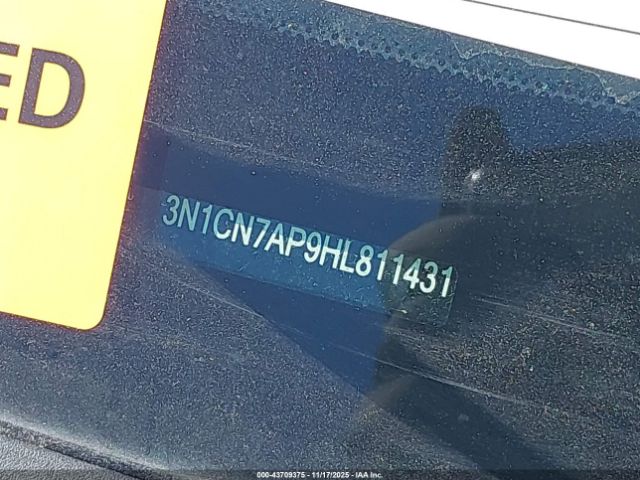 ED
3N1CN7AP9HL811431
000-43709375 - 11/17/2025 - IAA Inc.